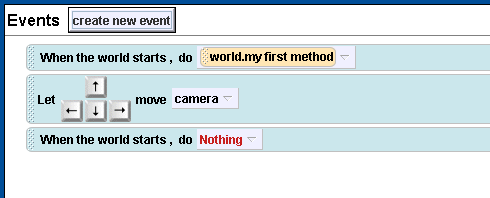 Events create new event
When the world starts , do world.my first method
Let ↑ ← ↓ → move camera
When the world starts , do Nothing